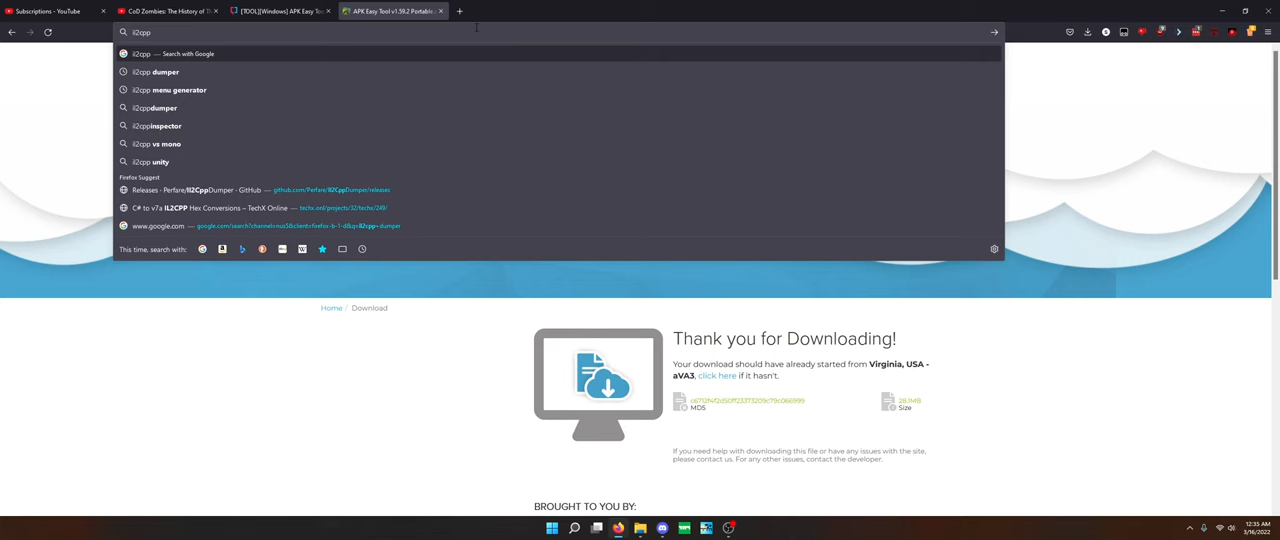 Subscriptions - YouTube
CoD Zombies: The History of Th
[TOOL][Windows] APK Easy Too
APK Easy Tool v1.59.2 Portable.
il2cpp
il2cpp — Search with Google
il2cpp dumper
il2cpp menu generator
il2cppdumper
il2cppinspector
il2cpp vs mono
il2cpp unity
Firefox Suggest
Releases · Perfare/Il2CppDumper · GitHub — github.com/Perfare/Il2CppDumper/releases
C# to v7a IL2CPP Hex Conversions – TechX Online — techx.onl/projects/32/techx/249/
www.google.com — google.com/search?channel=nus5&client=firefox-b-1-d&q=il2cpp+dumper
This time, search with:
Home / Download
Thank you for Downloading!
Your download should have already started from Virginia, USA -
aVA3, click here if it hasn't.
c6712f4f2d50ff23373209c79c066999
MD5
28.1MB
Size
If you need help with downloading this file or have any issues with the site,
please contact us. For any other issues, contact the developer.
BROUGHT TO YOU BY:
12:35 AM
3/16/2022